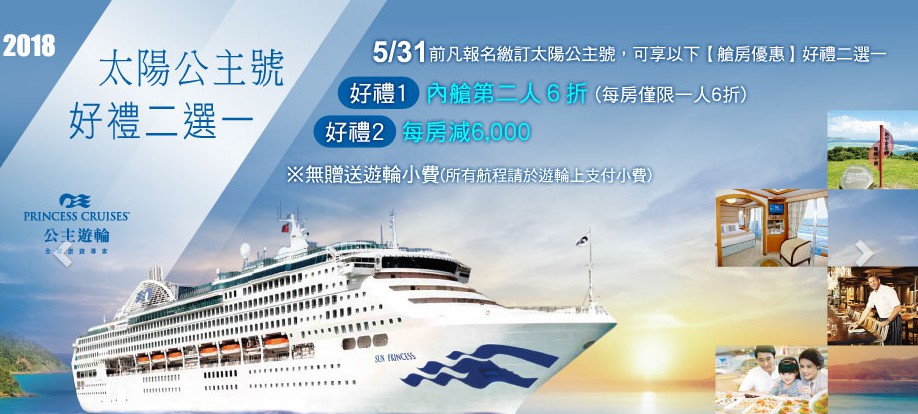 2018
太陽公主號
好禮二選一
5/31前凡報名繳訂太陽公主號，可享以下【艙房優惠】好禮二選一
好禮1 內艙第二人6折(每房僅限一人6折)
好禮2 每房減6,000
※無贈送遊輪小費(所有航程請於遊輪上支付小費)
PRINCESS CRUISES®
公主遊輪
SUN PRINCESS